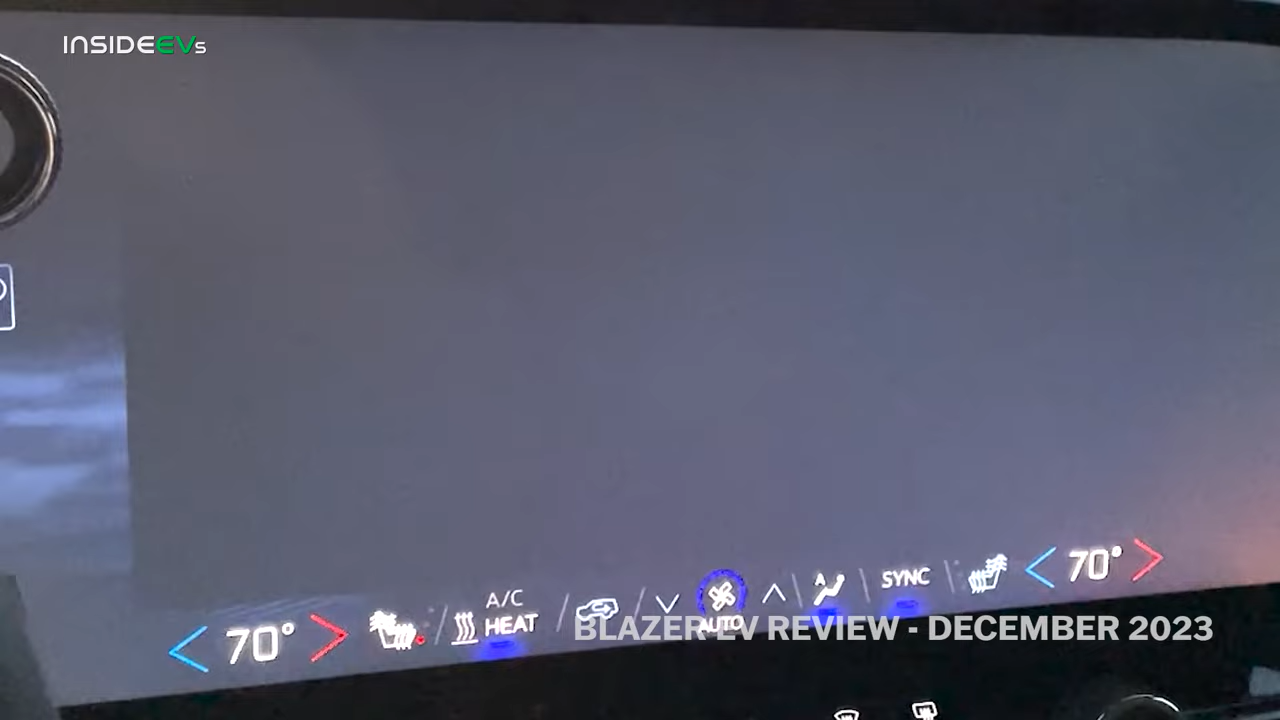 INSIDEEVs
A/C
HEAT
70°
A
AUTO
SYNC
70°
BLAZER EV REVIEW - DECEMBER 2023